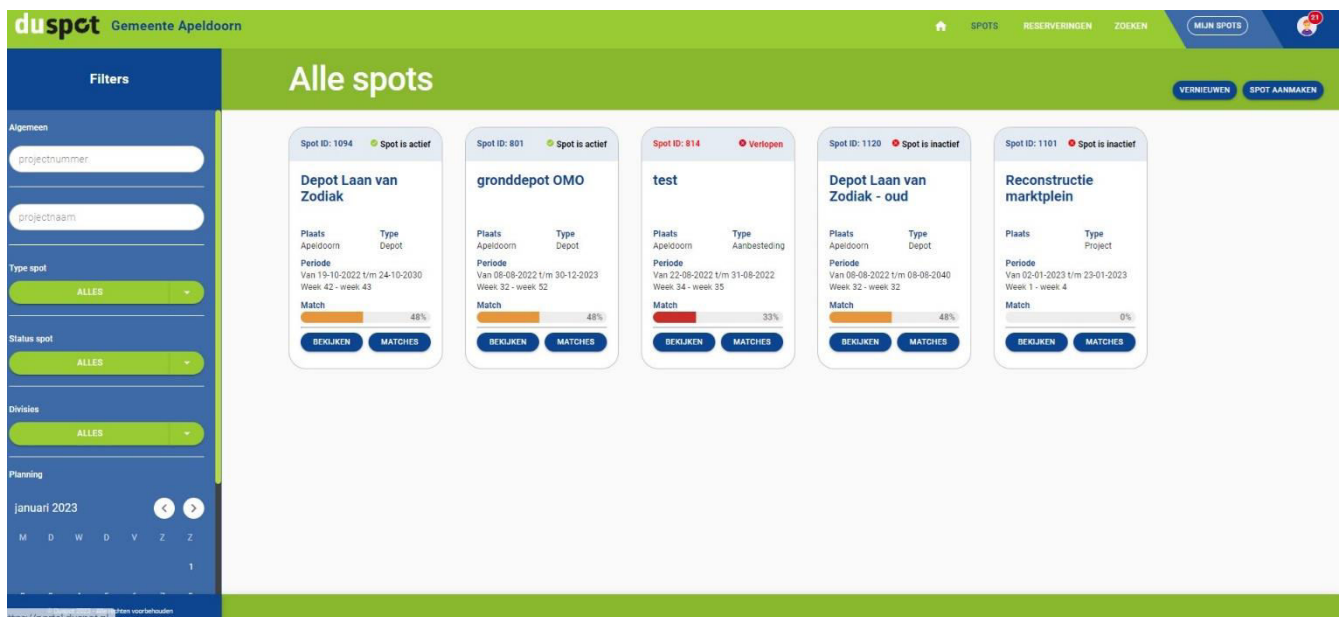 duspot Gemeente Apeldoorn
SPOTS RESERVERINGEN ZOEKEN MIJN SPOTS 21
Filters
Alle spots
VERNIEUWEN SPOT AANMAKEN
Algemeen
projectnummer
projectnaam
Type spot
ALLES
Status spot
ALLES
Divisies
ALLES
Planning
januari 2023
M D W D V Z Z
1
Spot ID: 1094 Spot is actief
Depot Laan van
Zodiak
Plaats Type
Apeldoorn Depot
Periode
Van 19-10-2022 t/m 24-10-2030
Week 42 - week 43
Match
48%
BEKIJKEN MATCHES
Spot ID: 801 Spot is actief
gronddepot OMO
Plaats Type
Apeldoorn Depot
Periode
Van 08-08-2022 t/m 30-12-2023
Week 32 - week 52
Match
48%
BEKIJKEN MATCHES
Spot ID: 814 Verlopen
test
Plaats Type
Apeldoorn Aanbesteding
Periode
Van 22-08-2022 t/m 31-08-2022
Week 34 - week 35
Match
33%
BEKIJKEN MATCHES
Spot ID: 1120 Spot is inactief
Depot Laan van
Zodiak - oud
Plaats Type
Apeldoorn Depot
Periode
Van 08-08-2022 t/m 08-08-2040
Week 32 - week 32
Match
48%
BEKIJKEN MATCHES
Spot ID: 1101 Spot is inactief
Reconstructie
marktplein
Plaats Type
Project
Periode
Van 02-01-2023 t/m 23-01-2023
Week 1 - week 4
Match
0%
BEKIJKEN MATCHES
voorbehouden